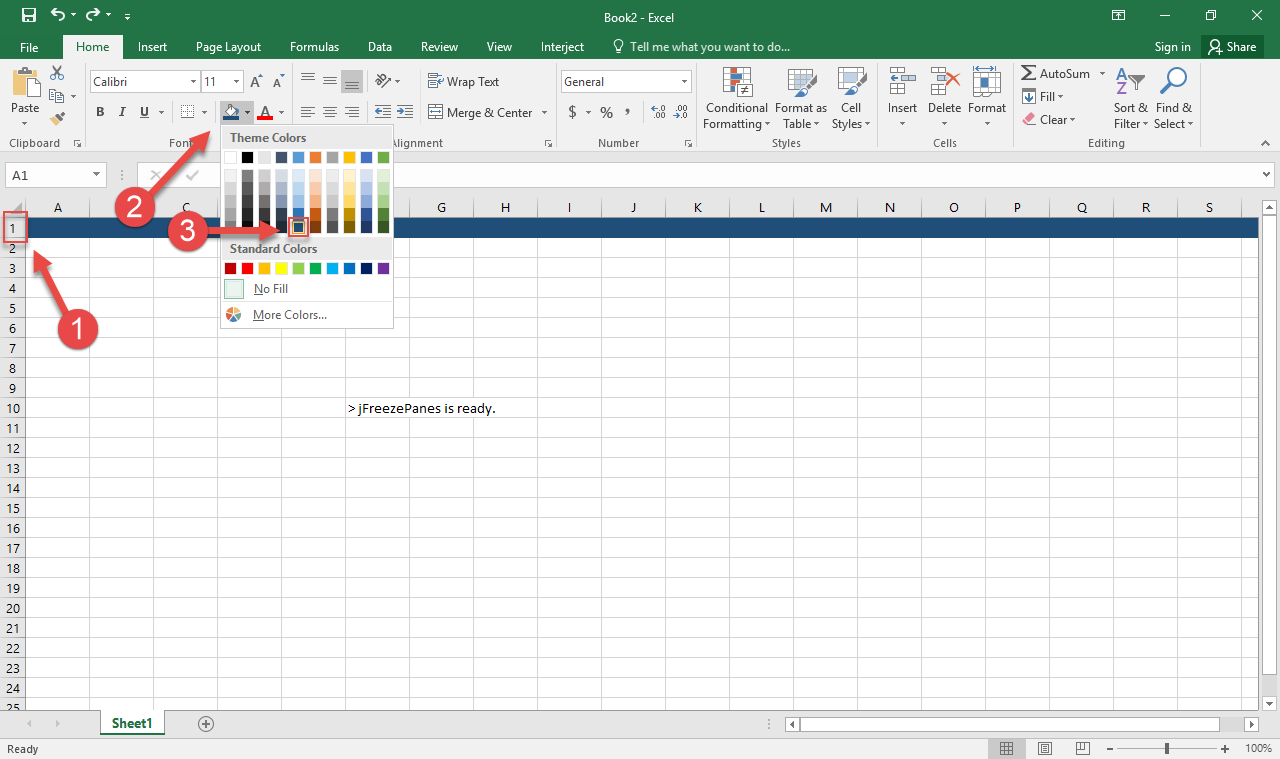 Book2 - Excel
File Home Insert Page Layout Formulas Data Review View Interject Tell me what you want to do... Sign in Share
Calibri 11 Wrap Text General AutoSum
Paste Conditional Formatting Format as Table Cell Styles Insert Delete Format Fill Sort & Filter Find & Select
B I U A Merge & Center $ % , Clear
Clipboard Alignment Number Styles Cells Editing
Theme Colors
A1
2
3
A C G H I J K L M N O P Q R S
1
Standard Colors
No Fill
More Colors...
1
2
3
4
5
6
7
8
9
10 > jFreezePanes is ready.
11
12
13
14
15
16
17
18
19
20
21
22
23
24
25
Sheet1
Ready 100%